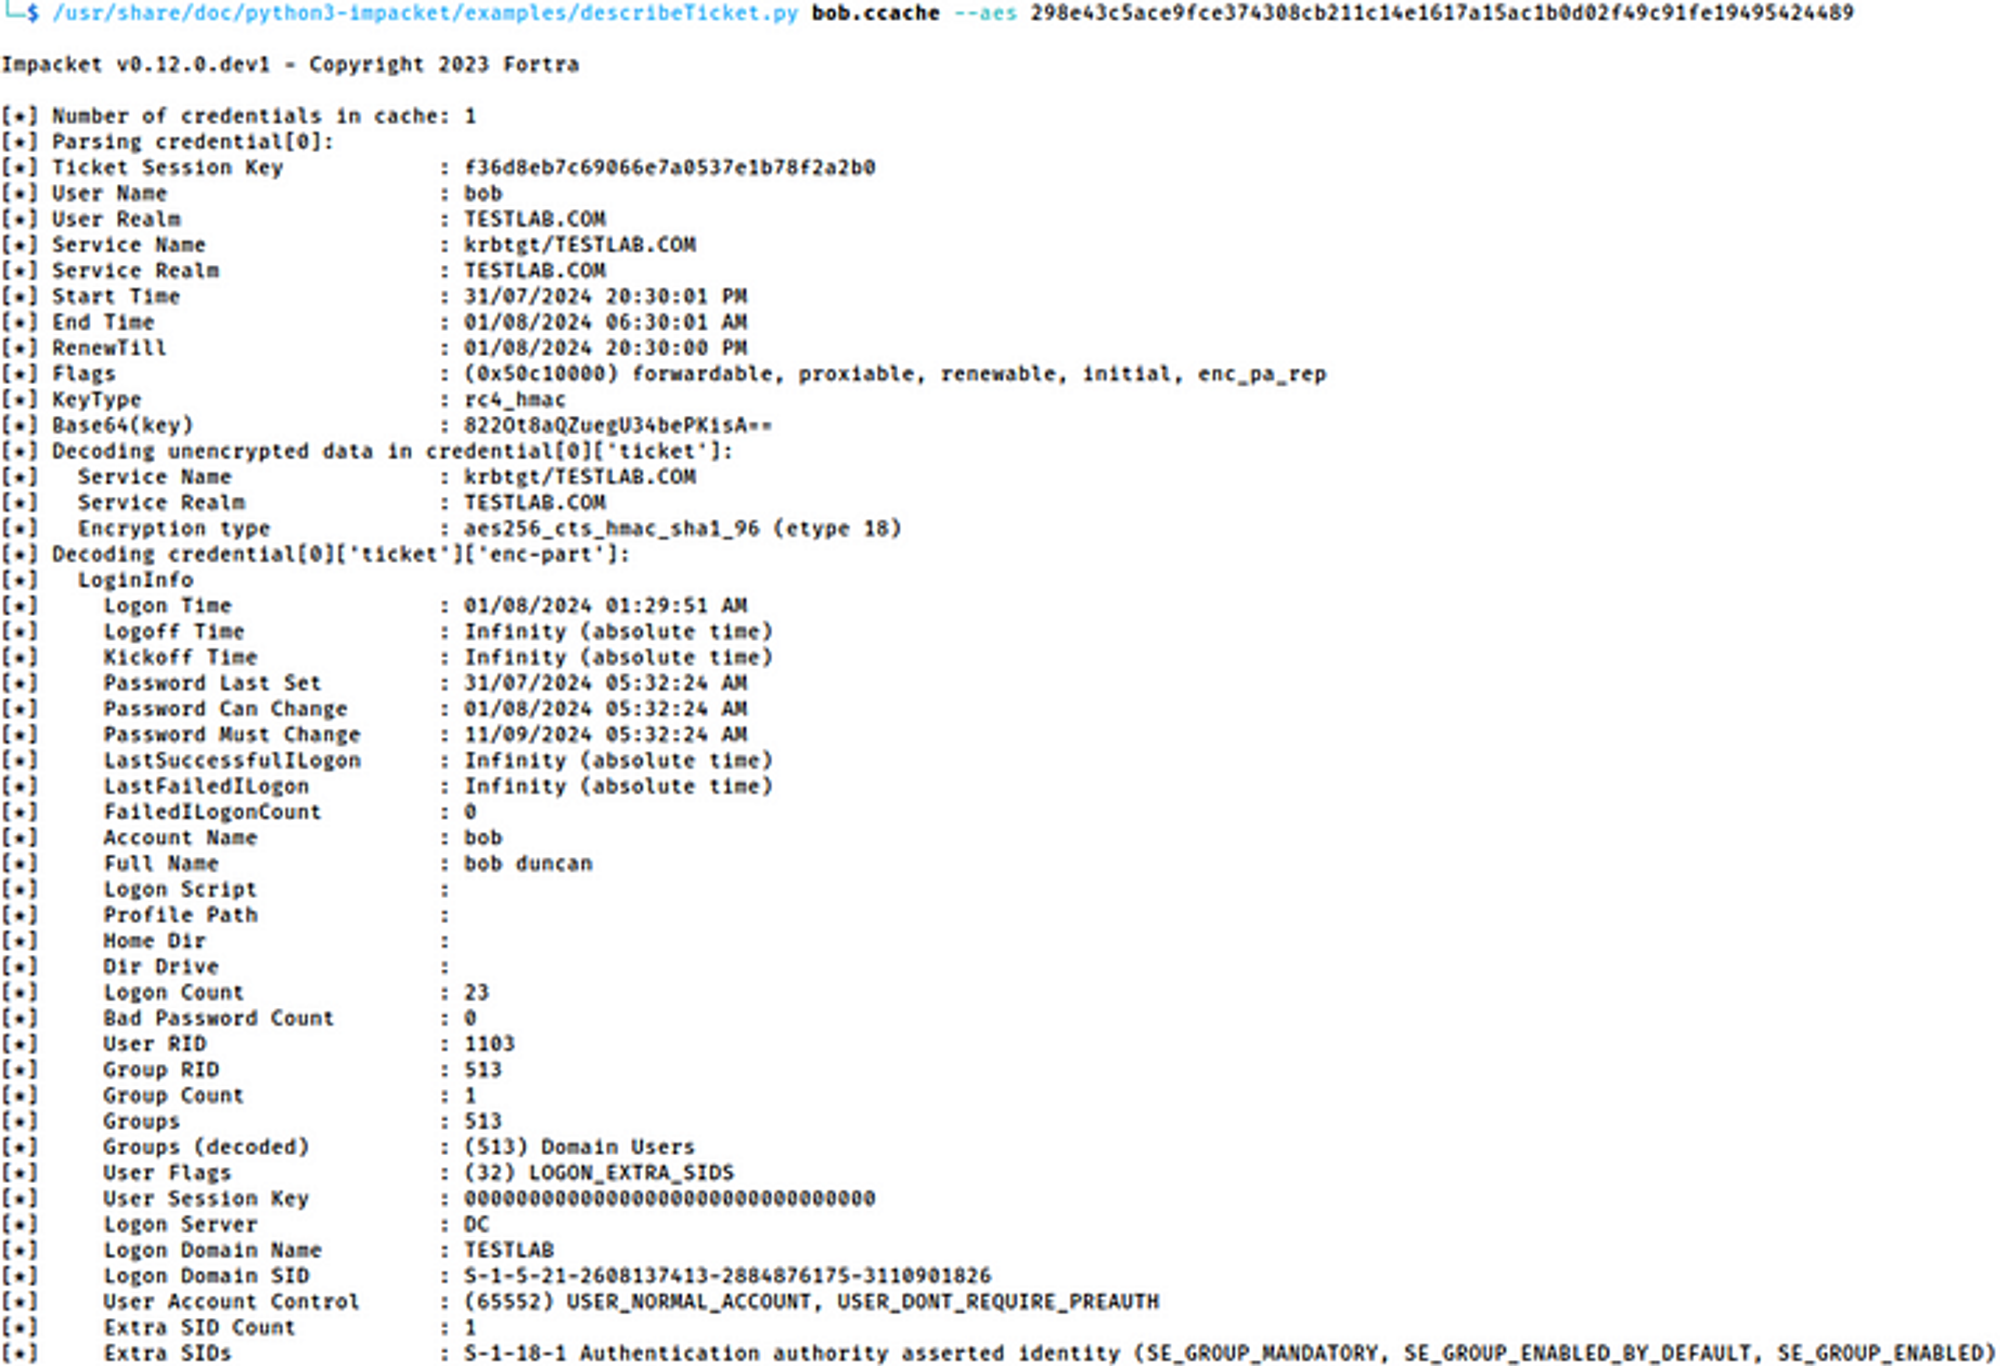 └─$ /usr/share/doc/python3-impacket/examples/describeTicket.py bob.ccache --aes 298e43c5ace9fce374308cb211c14e1617a15ac1b0d02f49c91fe19495424489
Impacket v0.12.0.dev1 - Copyright 2023 Fortra
[*] Number of credentials in cache: 1
[*] Parsing credential[0]:
[*] Ticket Session Key : f36d8eb7c69066e7a0537e1b78f2a2b0
[*] User Name : bob
[*] User Realm : TESTLAB.COM
[*] Service Name : krbtgt/TESTLAB.COM
[*] Service Realm : TESTLAB.COM
[*] Start Time : 31/07/2024 20:30:01 PM
[*] End Time : 01/08/2024 06:30:01 AM
[*] RenewTill : 01/08/2024 20:30:00 PM
[*] Flags : (0x50c10000) forwardable, proxiable, renewable, initial, enc_pa_rep
[*] KeyType : rc4_hmac
[*] Base64(key) : 822Ot8aQZuegU34bePKisA==
[*] Decoding unencrypted data in credential[0]['ticket']:
[*] Service Name : krbtgt/TESTLAB.COM
[*] Service Realm : TESTLAB.COM
[*] Encryption type : aes256_cts_hmac_sha1_96 (etype 18)
[*] Decoding credential[0]['ticket']['enc-part']:
[*] LoginInfo
[*] Logon Time : 01/08/2024 01:29:51 AM
[*] Logoff Time : Infinity (absolute time)
[*] Kickoff Time : Infinity (absolute time)
[*] Password Last Set : 31/07/2024 05:32:24 AM
[*] Password Can Change : 01/08/2024 05:32:24 AM
[*] Password Must Change : 11/09/2024 05:32:24 AM
[*] LastSuccessfulILogon : Infinity (absolute time)
[*] LastFailedILogon : Infinity (absolute time)
[*] FailedILogonCount : 0
[*] Account Name : bob
[*] Full Name : bob duncan
[*] Logon Script :
[*] Profile Path :
[*] Home Dir :
[*] Dir Drive :
[*] Logon Count : 23
[*] Bad Password Count : 0
[*] User RID : 1103
[*] Group RID : 513
[*] Group Count : 1
[*] Groups : 513
[*] Groups (decoded) : (513) Domain Users
[*] User Flags : (32) LOGON_EXTRA_SIDS
[*] User Session Key : 00000000000000000000000000000000
[*] Logon Server : DC
[*] Logon Domain Name : TESTLAB
[*] Logon Domain SID : S-1-5-21-2608137413-2884876175-3110901826
[*] User Account Control : (65552) USER_NORMAL_ACCOUNT, USER_DONT_REQUIRE_PREAUTH
[*] Extra SID Count : 1
[*] Extra SIDs : S-1-18-1 Authentication authority asserted identity (SE_GROUP_MANDATORY, SE_GROUP_ENABLED_BY_DEFAULT, SE_GROUP_ENABLED)